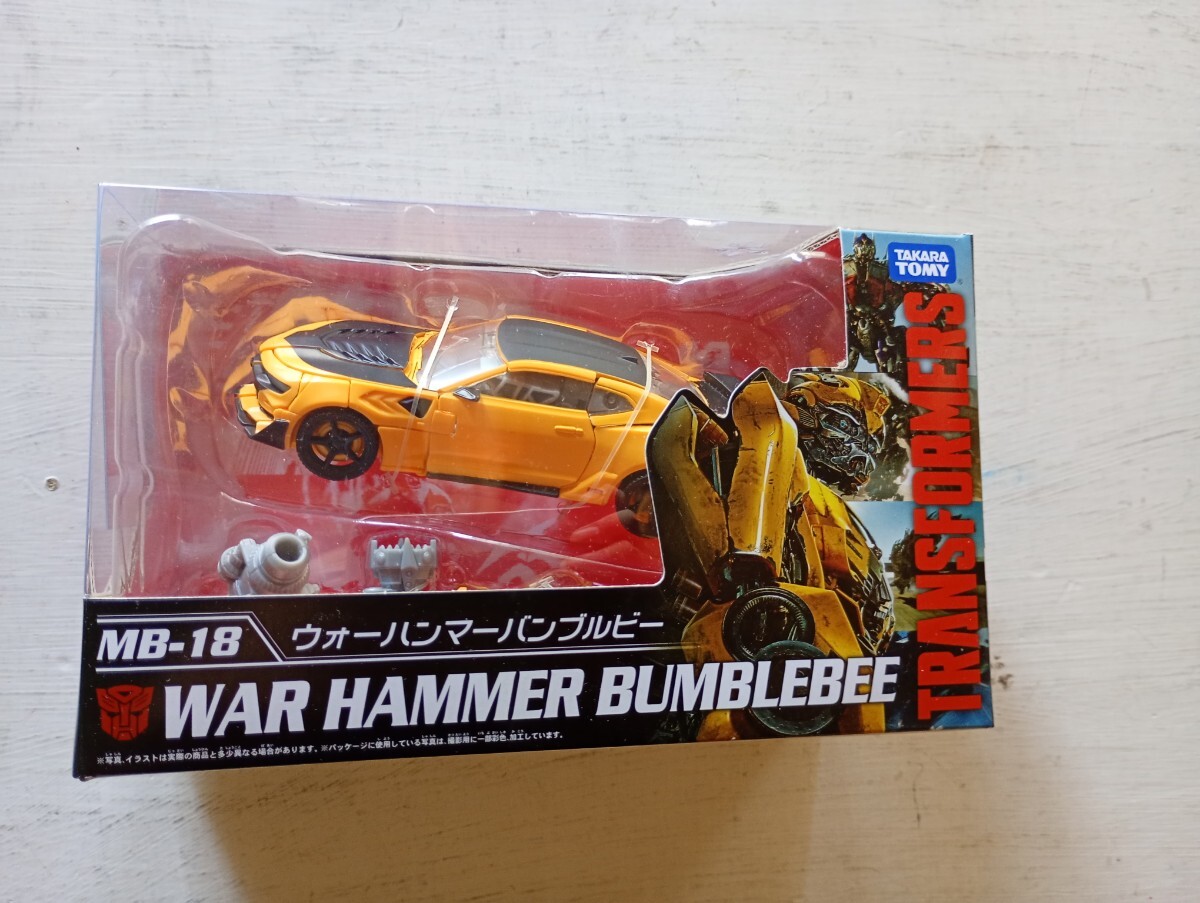 TAKARA
TOMY
TRANSFORMERS
MB-18
ウォーハンマーバンブルビー
WAR HAMMER BUMBLEBEE
※写真、イラストは実際の商品と多少異なる場合があります。※パッケージに使用している写真は、撮影用に一部彩色、加工しています。